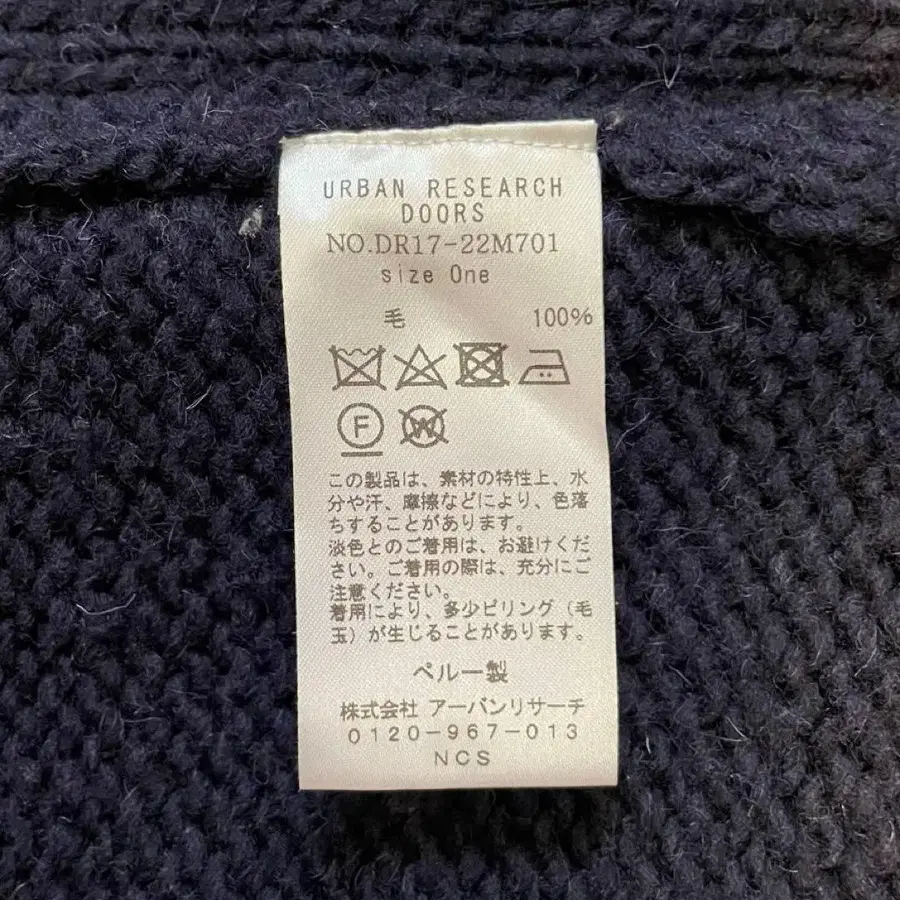 URBAN RESEARCH
DOORS
NO.DR17-22M701
size One
毛 100%
F W
この製品は、素材の特性上、水
分や汗、摩擦などにより、色落
ちすることがあります。
淡色とのご着用は、お避けくだ
さい。ご着用の際は、充分にご
注意ください。
着用により、多少ピリング（毛
玉）が生じることがあります。
ペルー製
株式会社 アーバンリサーチ
0120-967-013
NCS